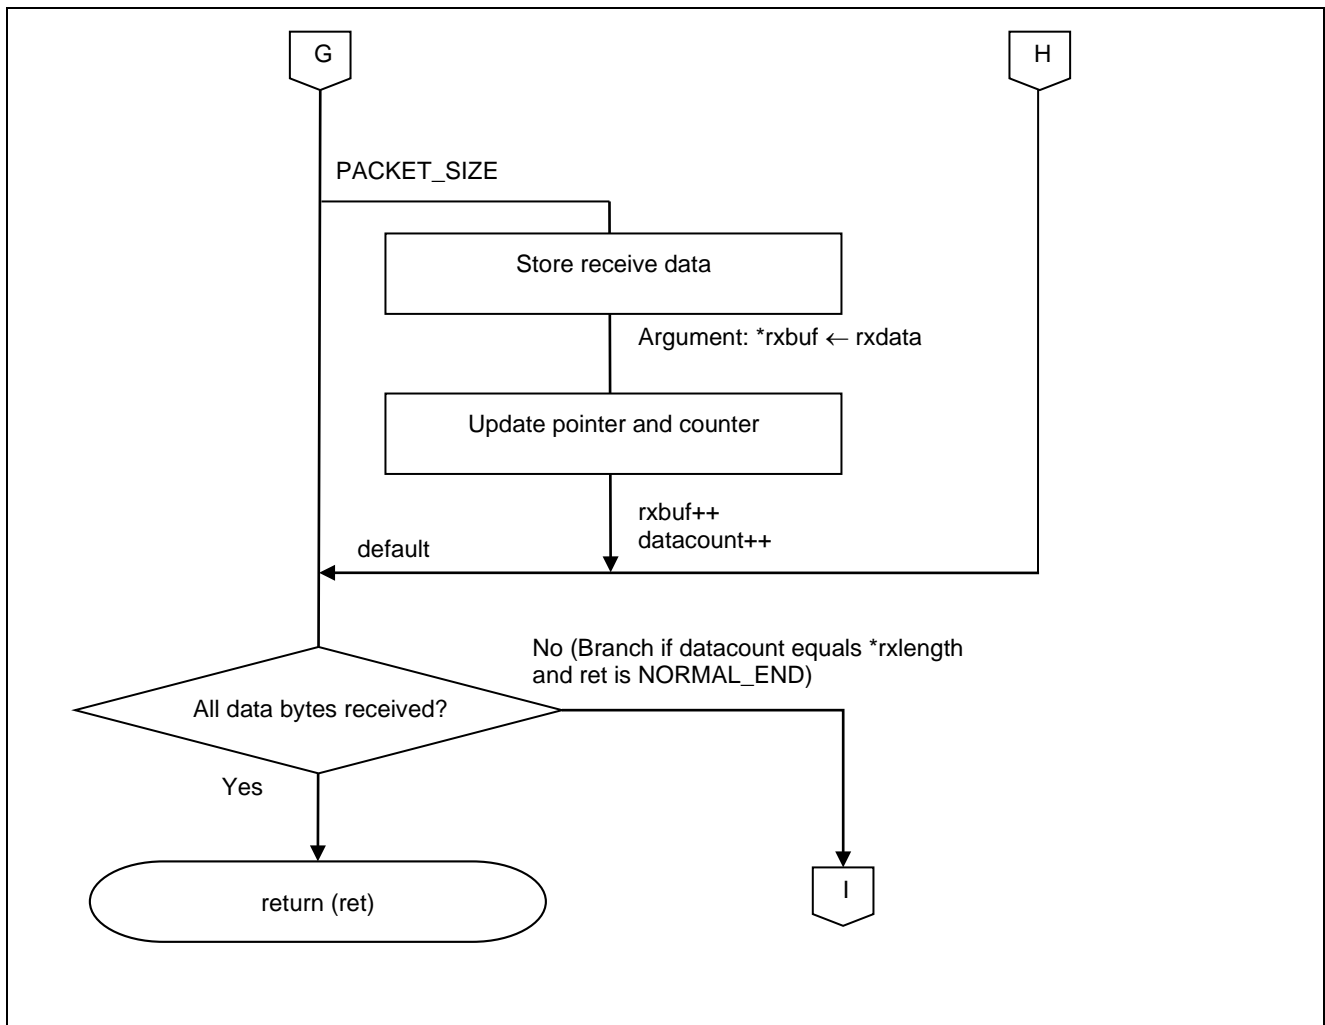 G
H
PACKET_SIZE
Store receive data
Argument: *rxbuf ← rxdata
Update pointer and counter
rxbuf++
datacount++
default
No (Branch if datacount equals *rxlength
and ret is NORMAL_END)
All data bytes received?
Yes
return (ret)
I